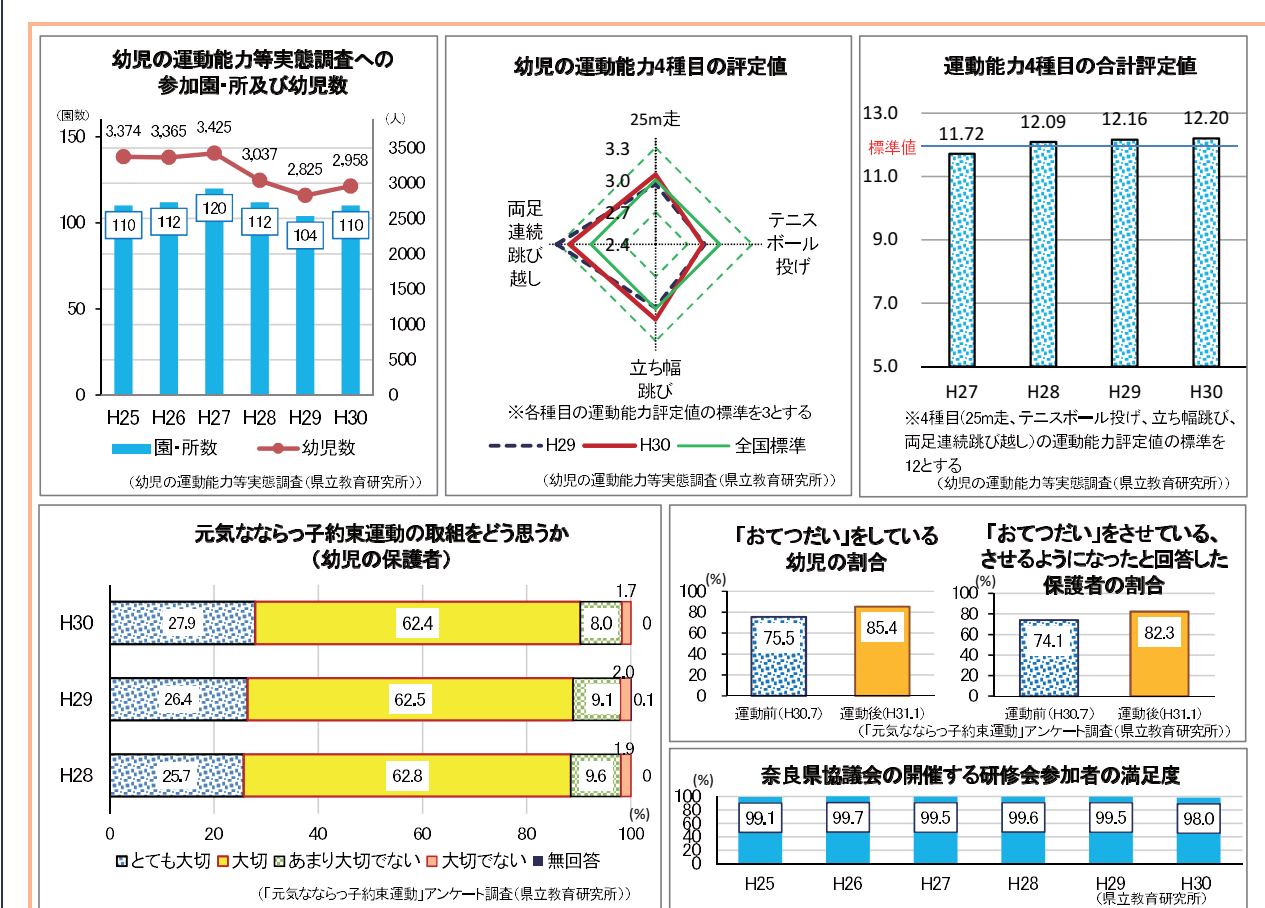 幼児の運動能力等実態調査への
参加園・所及び幼児数
(園数)
(人)
150
100
50
0
3,374
3,365
3,425
3,037
2,825
2,958
3500
3000
2500
2000
1500
1000
500
0
110
112
120
112
104
110
H25 H26 H27 H28 H29 H30
園・所数 幼児数
(幼児の運動能力等実態調査(県立教育研究所))
幼児の運動能力4種目の評定値
25m走
3.3
3.0
2.7
2.4
両足
連続
跳び
越し
テニス
ボール
投げ
立ち幅
跳び
※各種目の運動能力評定値の標準を3とする
H29 H30 全国標準
(幼児の運動能力等実態調査(県立教育研究所))
運動能力4種目の合計評定値
13.0
標準値
11.0
9.0
7.0
5.0
11.72
12.09
12.16
12.20
H27 H28 H29 H30
※4種目(25m走、テニスボール投げ、立ち幅跳び、
両足連続跳び越し)の運動能力評定値の標準を
12とする
(幼児の運動能力等実態調査(県立教育研究所))
元気なならっ子約束運動の取組をどう思うか
(幼児の保護者)
H30 27.9 62.4 8.0 1.7 0
H29 26.4 62.5 9.1 2.0 0.1
H28 25.7 62.8 9.6 1.9 0
(%)
0 20 40 60 80 100
とても大切 大切 あまり大切でない 大切でない 無回答
(「元気なならっ子約束運動」アンケート調査(県立教育研究所))
「おてつだい」をしている
幼児の割合
(%)
100
80
60
40
20
0
75.5
85.4
運動前(H30.7) 運動後(H31.1)
「おてつだい」をさせている、
させるようになったと回答した
保護者の割合
(%)
100
80
60
40
20
0
74.1
82.3
運動前(H30.7) 運動後(H31.1)
(「元気なならっ子約束運動」アンケート調査(県立教育研究所))
奈良県協議会の開催する研修会参加者の満足度
(%)
100
80
60
40
20
0
99.1 99.7 99.5 99.6 99.5 98.0
H25 H26 H27 H28 H29 H30
(県立教育研究所)